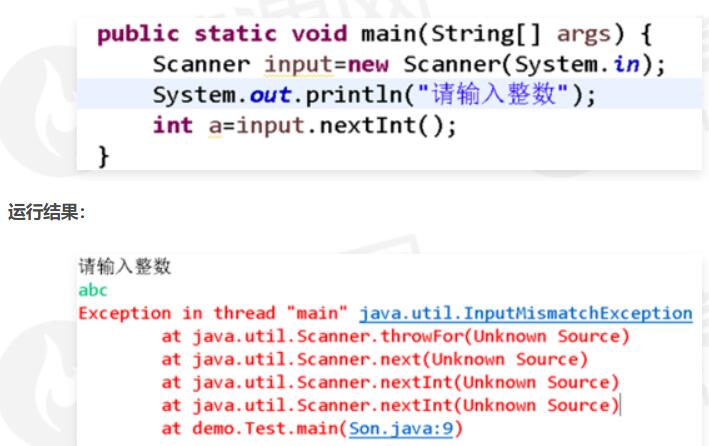 public static void main(String[] args) {
Scanner input=new Scanner(System.in);
System.out.println("请输入整数");
int a=input.nextInt();
}
运行结果：
请输入整数
abc
Exception in thread "main" java.util.InputMismatchException
at java.util.Scanner.throwFor(Unknown Source)
at java.util.Scanner.next(Unknown Source)
at java.util.Scanner.nextInt(Unknown Source)
at java.util.Scanner.nextInt(Unknown Source)
at demo.Test.main(Son.java:9)